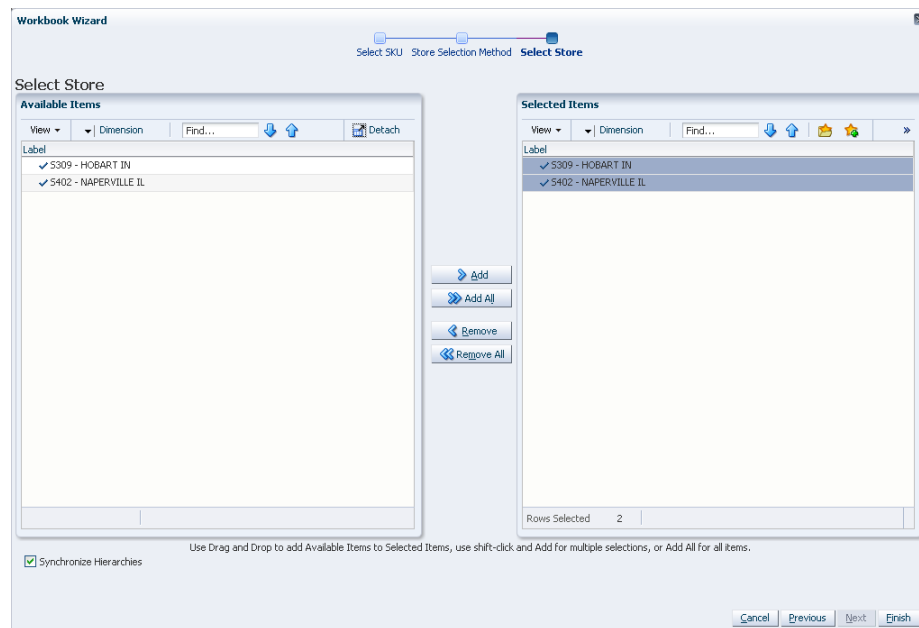 Workbook Wizard
Select SKU Store Selection Method Select Store
Select Store
Available Items
View Dimension Find... Detach
Label
5309 - HOBART IN
5402 - NAPERVILLE IL
Add
Add All
Remove
Remove All
Selected Items
View Dimension Find... »
Label
5309 - HOBART IN
5402 - NAPERVILLE IL
Rows Selected 2
Use Drag and Drop to add Available Items to Selected Items, use shift-click and Add for multiple selections, or Add All for all items.
Synchronize Hierarchies
Cancel Previous Next Finish